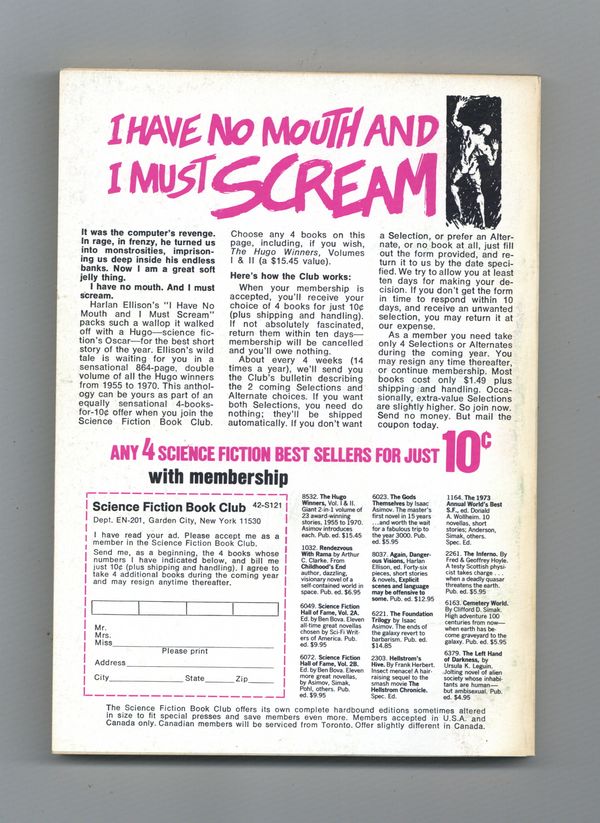 I HAVE NO MOUTH AND
I MUST SCREAM
It was the computer's revenge.
In rage, in frenzy, he turned us
into monstrosities, imprison-
ing us deep inside his endless
banks. Now I am a great soft
jelly thing.
I have no mouth. And I must
scream.
Harlan Ellison's "I Have No
Mouth and I Must Scream"
packs such a wallop it walked
off with a Hugo—science fic-
tion's Oscar—for the best short
story of the year. Ellison's wild
tale is waiting for you in a
sensational 864-page, double
volume of all the Hugo winners
from 1955 to 1970. This anthol-
ogy can be yours as part of an
equally sensational 4-books-
for-10¢ offer when you join the
Science Fiction Book Club.
Choose any 4 books on this
page, including, if you wish,
The Hugo Winners, Volumes
I & II (a $15.45 value).
Here's how the Club works:
When your membership is
accepted, you'll receive your
choice of 4 books for just 10¢
(plus shipping and handling).
If not absolutely fascinated,
return them within ten days—
membership will be cancelled
and you'll owe nothing.
About every 4 weeks (14
times a year), we'll send you
the Club's bulletin describing
the 2 coming Selections and
Alternate choices. If you want
both Selections, you need do
nothing; they'll be shipped
automatically. If you don't want
a Selection, or prefer an Alter-
nate, or no book at all, just fill
out the form provided, and re-
turn it to us by the date speci-
fied. We try to allow you at least
ten days for making your de-
cision. If you don't get the form
in time to respond within 10
days, and receive an unwanted
selection, you may return it at
our expense.
As a member you need take
only 4 Selections or Alternates
during the coming year. You
may resign any time thereafter,
or continue membership. Most
books cost only $1.49 plus
shipping and handling. Occa-
sionally, extra-value Selections
are slightly higher. So join now.
Send no money. But mail the
coupon today.
ANY 4 SCIENCE FICTION BEST SELLERS FOR JUST 10¢
with membership
Science Fiction Book Club 42-S121
Dept. EN-201, Garden City, New York 11530
I have read your ad. Please accept me as a
member in the Science Fiction Book Club.
Send me, as a beginning, the 4 books whose
numbers I have indicated below, and bill me
just 10¢ (plus shipping and handling). I agree to
take 4 additional books during the coming year
and may resign anytime thereafter.
Mr.
Mrs.
Miss
Please print
Address
City State Zip
8532. The Hugo
Winners, Vol. I & II.
Giant 2-in-1 volume of
23 award-winning
stories, 1955 to 1970.
Asimov introduces
each. Pub. ed. $15.45
1032. Rendezvous
With Rama by Arthur
C. Clarke. From
Childhood's End
author, dazzling,
visionary novel of a
self-contained world in
space. Pub. ed. $6.95
6049. Science Fiction
Hall of Fame, Vol. 2A.
Ed. by Ben Bova. Eleven
all-time great novellas
chosen by Sci-Fi Writ-
ers of America. Pub.
ed. $9.95
6072. Science Fiction
Hall of Fame, Vol. 2B.
Ed. by Ben Bova. Eleven
more great novellas,
by Asimov, Simak,
Pohl, others. Pub.
ed. $9.95
6023. The Gods
Themselves by Isaac
Asimov. The master's
first novel in 15 years
...and worth the wait
for a fabulous trip to
the year 3000. Pub.
ed. $5.95
8037. Again, Danger-
ous Visions, Harlan
Ellison, ed. Forty-six
pieces, short stories
& novels, Explicit
scenes and language
may be offensive to
some. Pub. ed. $12.95
6221. The Foundation
Trilogy by Isaac
Asimov. The ends of
the galaxy revert to
barbarism. Pub. ed.
$14.85
2303. Hellstrom's
Hive. By Frank Herbert.
Insect menace! A hair-
raising sequel to the
smash movie The
Hellstrom Chronicle.
Spec. Ed.
1164. The 1973
Annual World's Best
S.F., ed. Donald
A. Wollheim. 10
novellas, short
stories; Anderson,
Simak, others.
Spec. Ed.
2261. The Inferno. By
Fred & Geoffrey Hoyle.
A testy Scottish physi-
cist takes charge
when a deadly quasar
threatens the earth.
Pub. ed. $5.95
6163. Cemetery World.
By Clifford D. Simak.
High adventure 100
centuries from now—
when earth has be-
come graveyard to the
galaxy. Pub. ed. $5.95
6379. The Left Hand
of Darkness, by
Ursula K. Leguin.
Jolting novel of alien
society whose inhabi-
tants are human—
but ambisexual. Pub.
ed. $4.95
The Science Fiction Book Club offers its own complete hardbound editions sometimes altered
in size to fit special presses and save members even more. Members accepted in U.S.A. and
Canada only. Canadian members will be serviced from Toronto. Offer slightly different in Canada.